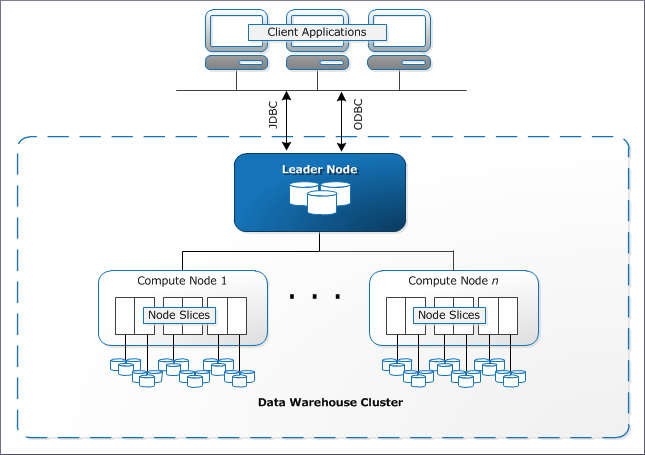 Client Applications
JDBC
ODBC
Leader Node
Compute Node 1
. . .
Compute Node n
Node Slices
Node Slices
Data Warehouse Cluster